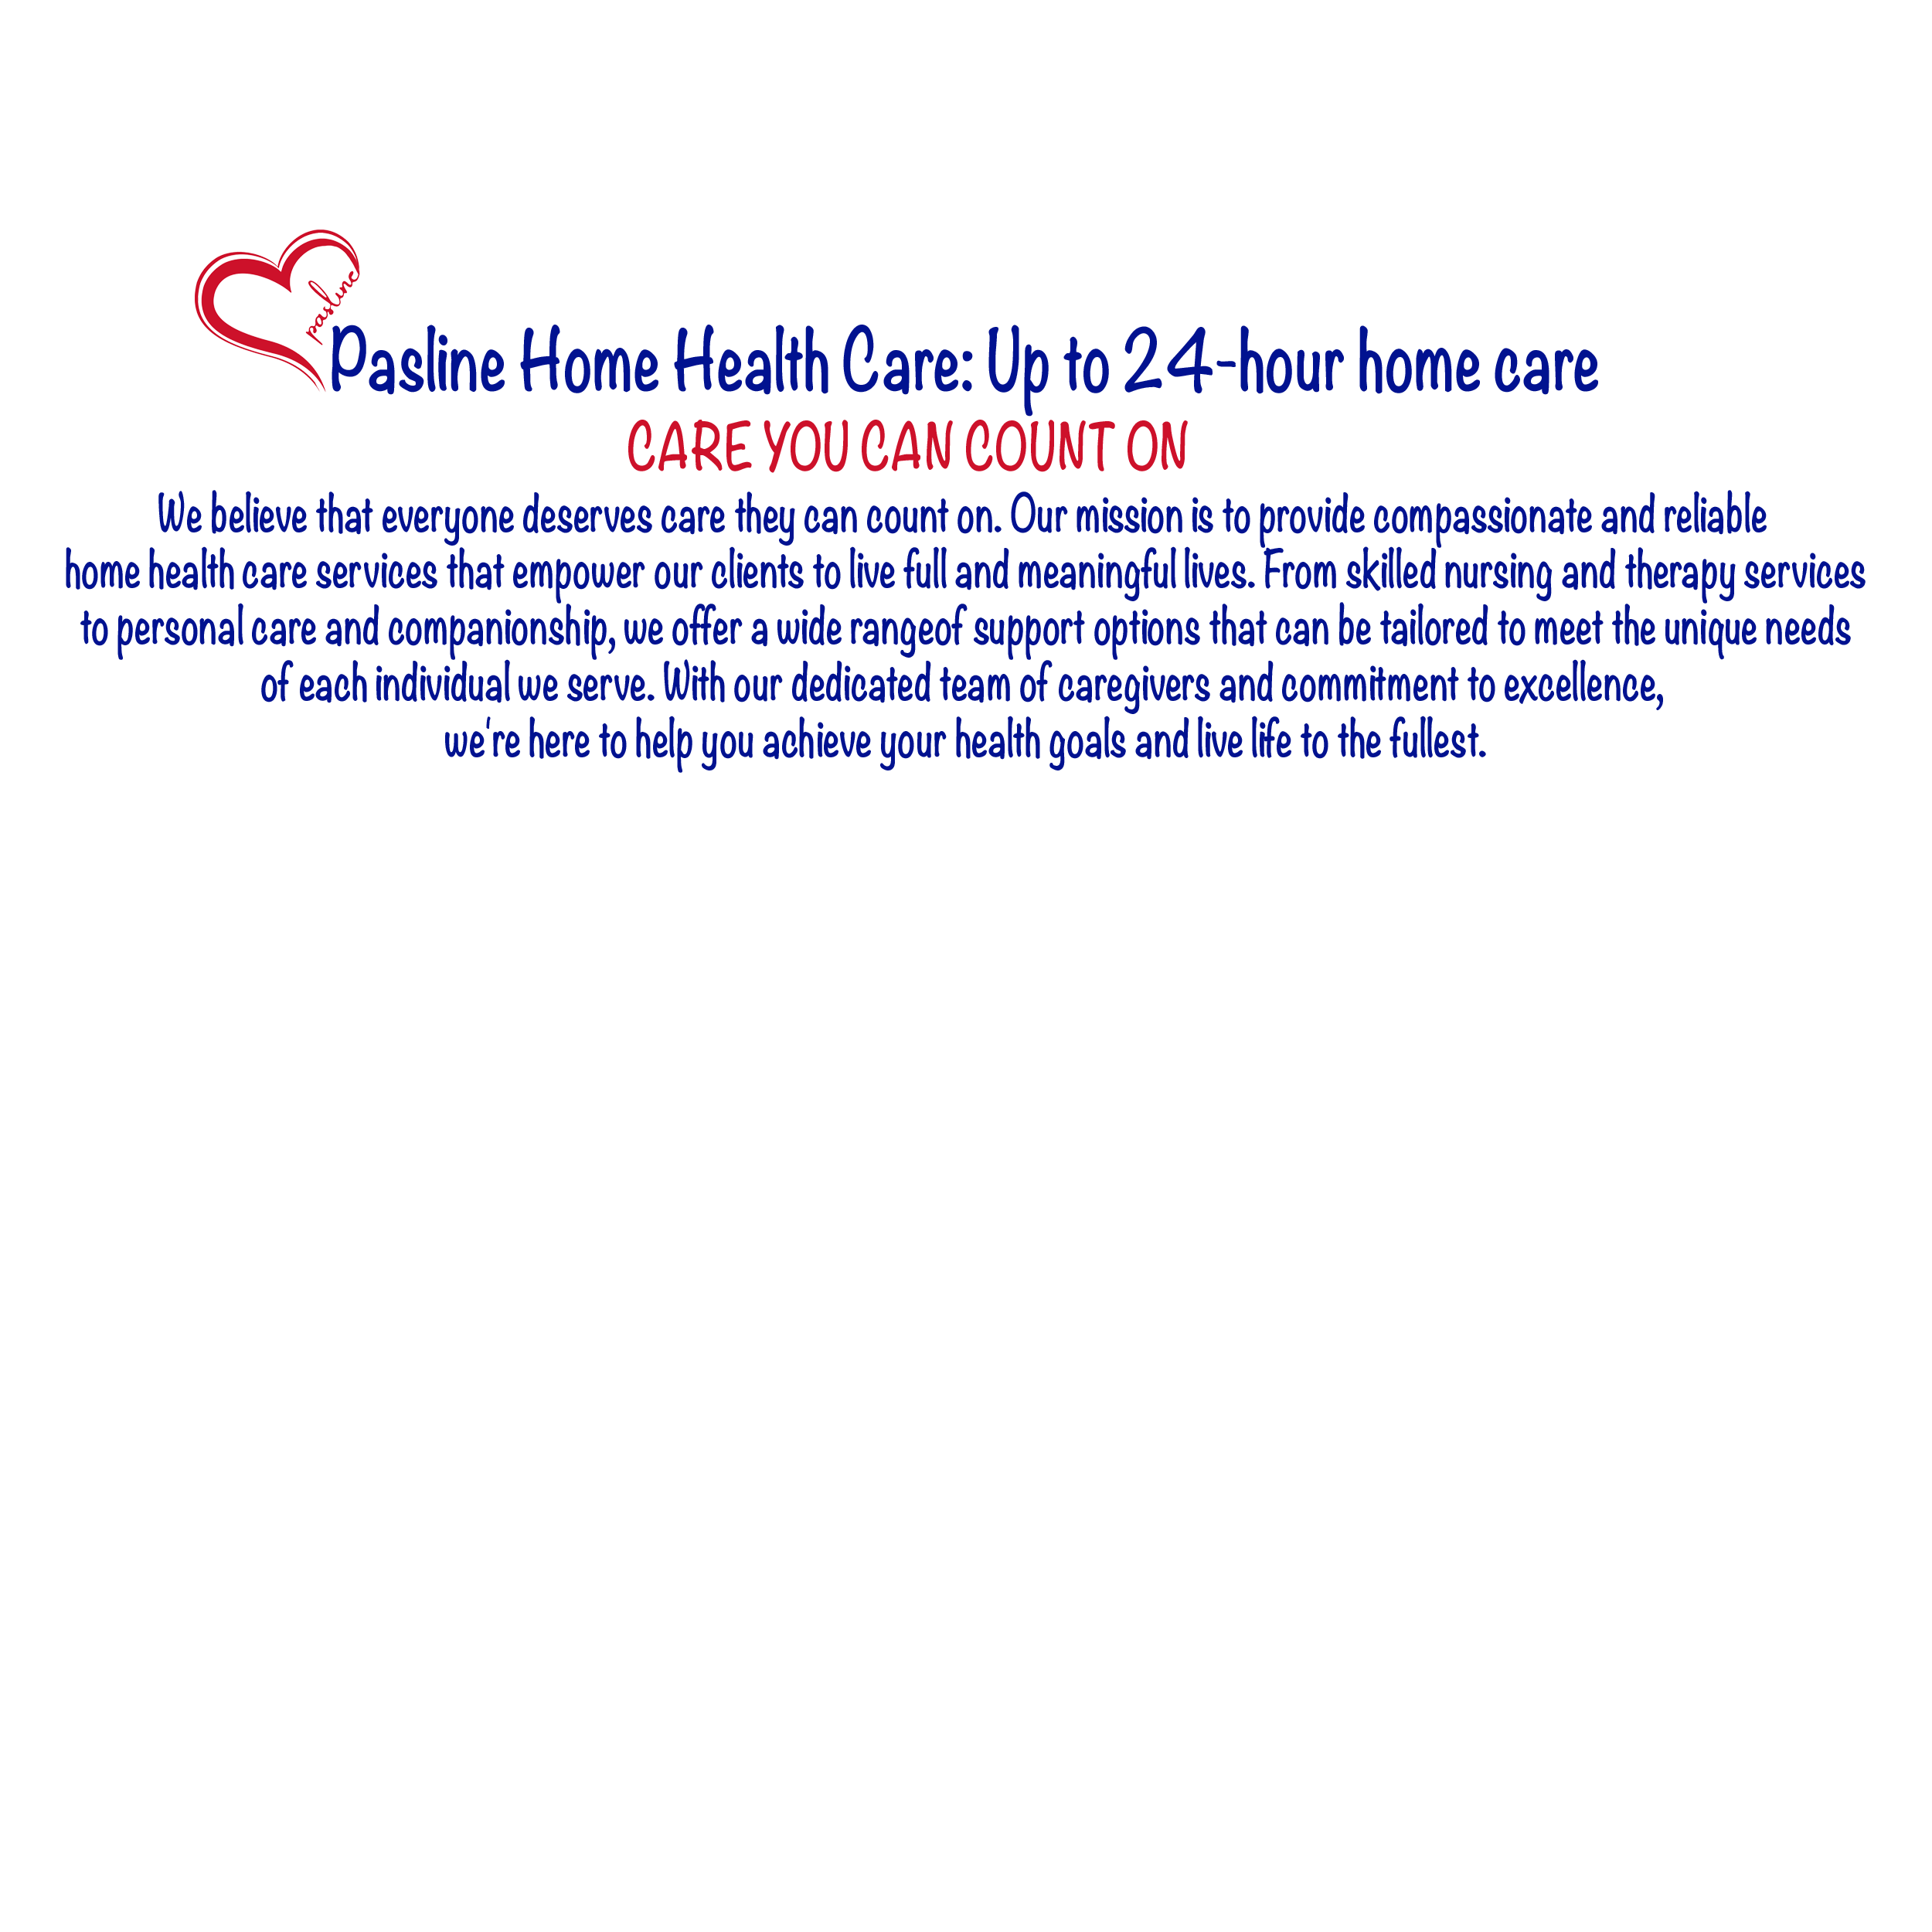 pasline
Pasline Home Health Care: Up to 24-hour home care
CARE YOU CAN COUNT ON
We believe that everyone deserves care they can count on. Our mission is to provide compassionate and reliable
home health care services that empower our clients to live full and meaningful lives. From skilled nursing and therapy services
to personal care and companionship, we offer a wide rangeof support options that can be tailored to meet the unique needs
of each individual we serve. With our dedicated team of caregivers and commitment to excellence,
we're here to help you achieve your health goals and live life to the fullest.